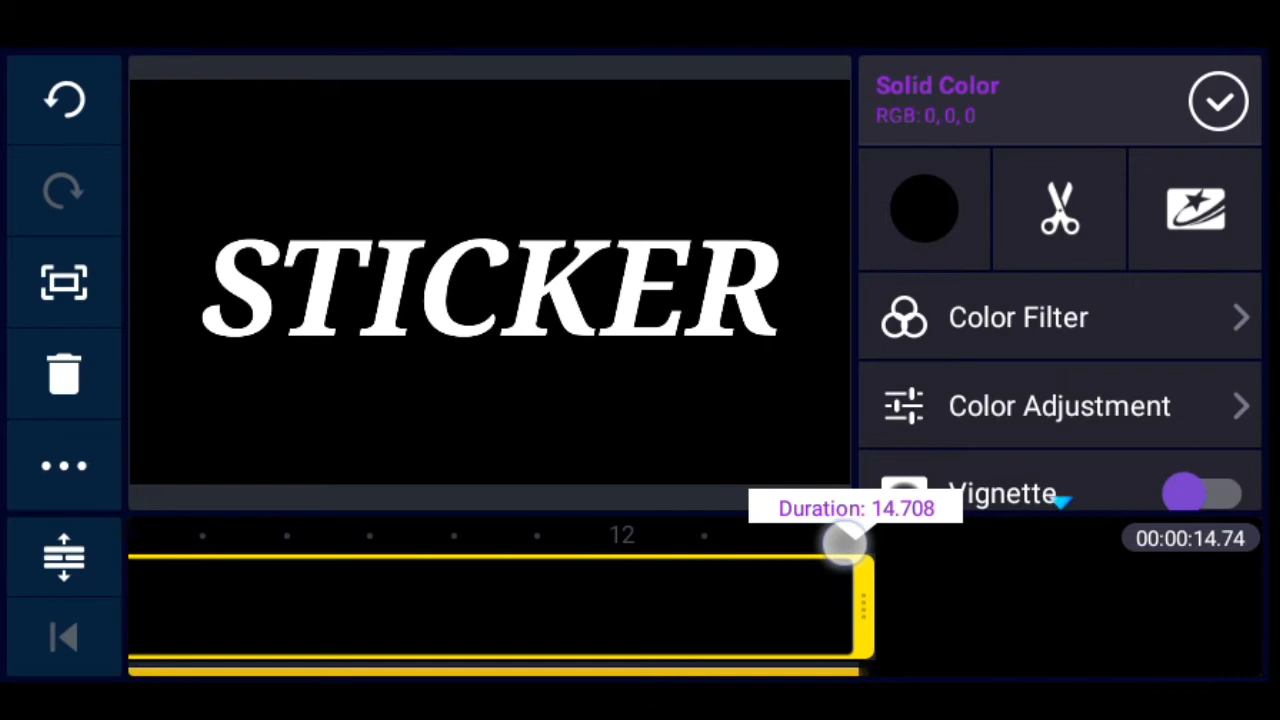 Solid Color
RGB: 0, 0, 0
STICKER
Color Filter
Color Adjustment
Vignette
Duration: 14.708
12
00:00:14.74